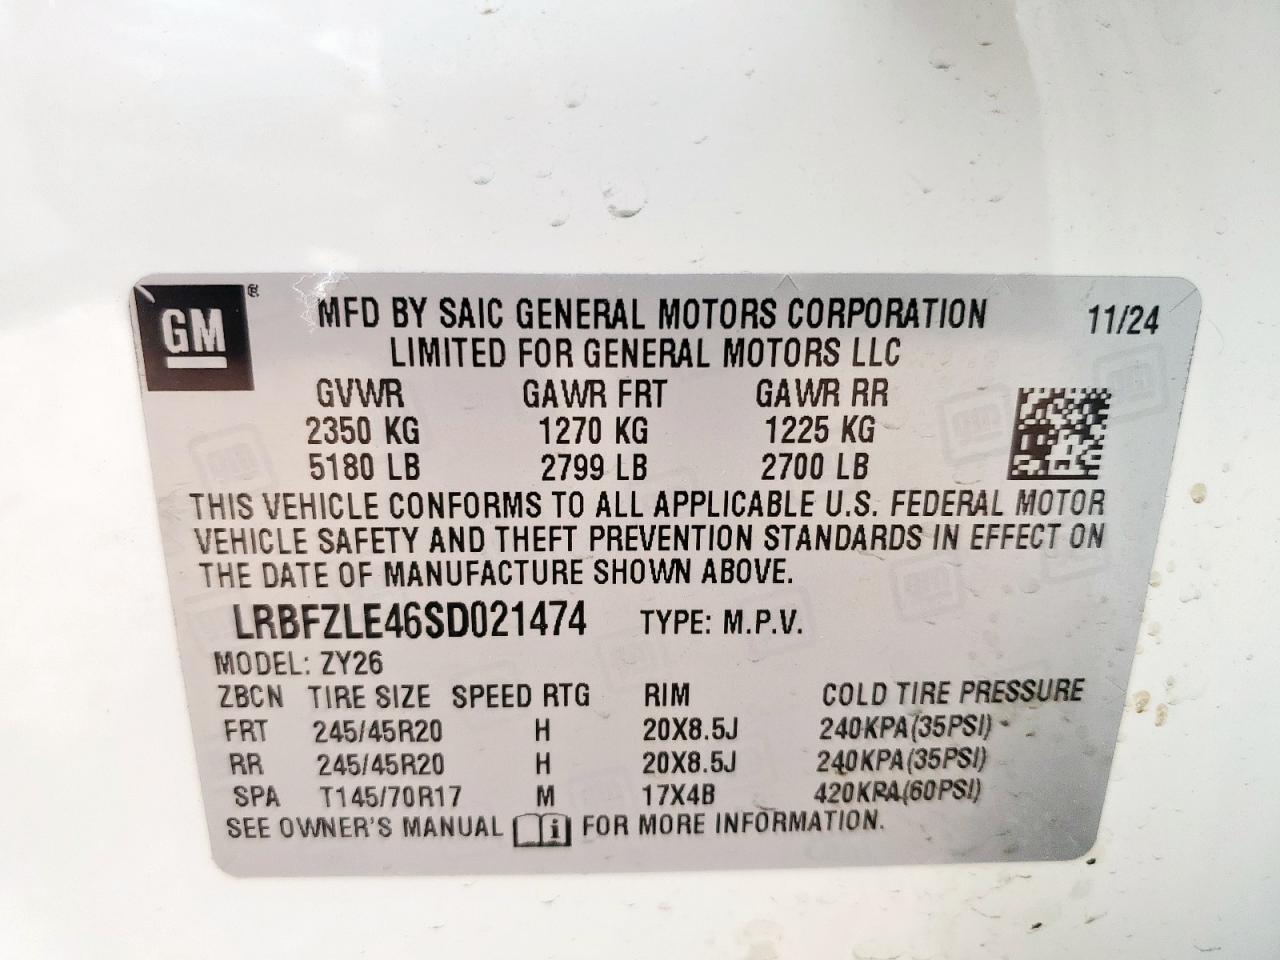 GM ®
MFD BY SAIC GENERAL MOTORS CORPORATION 11/24
LIMITED FOR GENERAL MOTORS LLC
GVWR GAWR FRT GAWR RR
2350 KG 1270 KG 1225 KG
5180 LB 2799 LB 2700 LB
THIS VEHICLE CONFORMS TO ALL APPLICABLE U.S. FEDERAL MOTOR
VEHICLE SAFETY AND THEFT PREVENTION STANDARDS IN EFFECT ON
THE DATE OF MANUFACTURE SHOWN ABOVE.
LRBFZLE46SD021474 TYPE: M.P.V.
MODEL: ZY26
ZBCN TIRE SIZE SPEED RTG RIM COLD TIRE PRESSURE
FRT 245/45R20 H 20X8.5J 240KPA(35PSI)
RR 245/45R20 H 20X8.5J 240KPA(35PSI)
SPA T145/70R17 M 17X4B 420KPA(60PSI)
SEE OWNER'S MANUAL i FOR MORE INFORMATION.